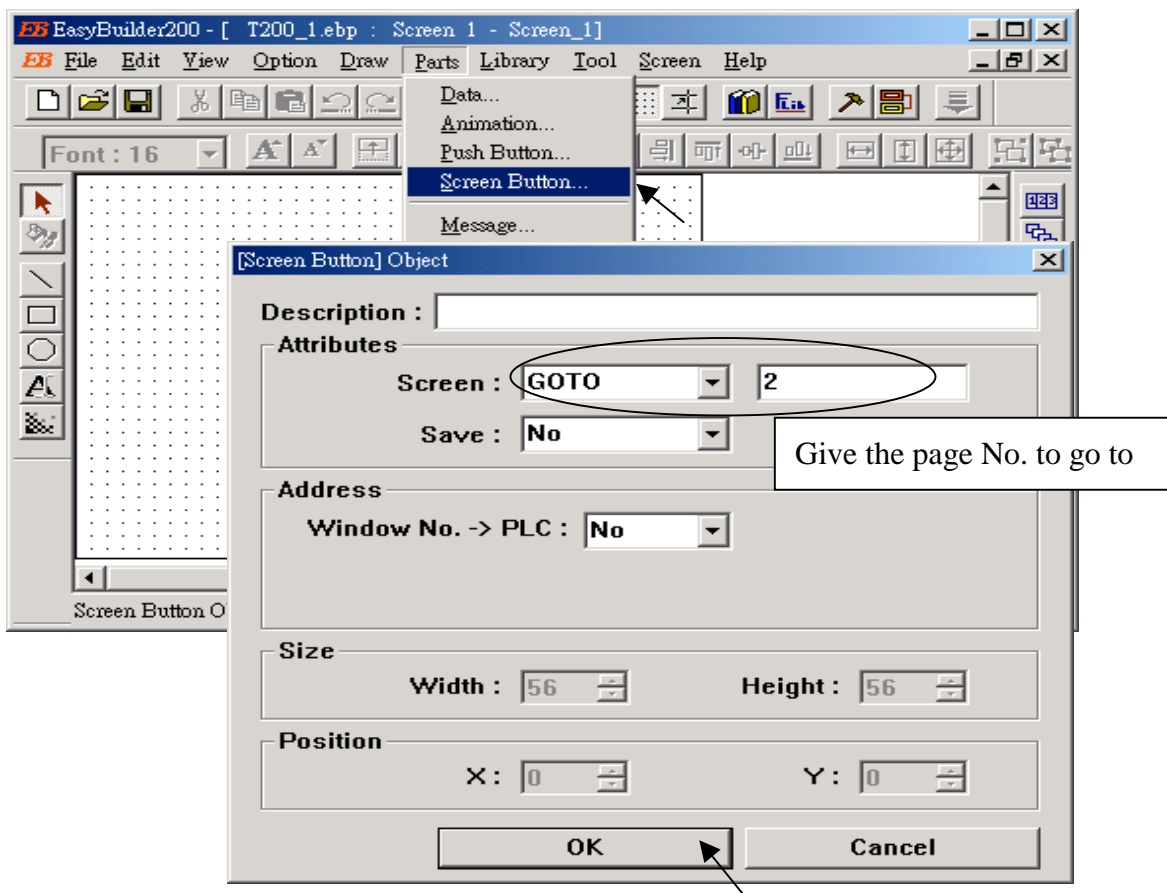 EB EasyBuilder200 - [ T200_1.ebp : Screen 1 - Screen_1]
EB File Edit View Option Draw Parts Library Tool Screen Help
Data...
Animation...
Font : 16
Push Button...
Screen Button...
Message...
[Screen Button] Object
Description :
Attributes
Screen : GOTO 2
Save : No
Give the page No. to go to
Address
Window No. -> PLC : No
Screen Button O
Size
Width : 56 Height : 56
Position
X : 0 Y : 0
OK Cancel